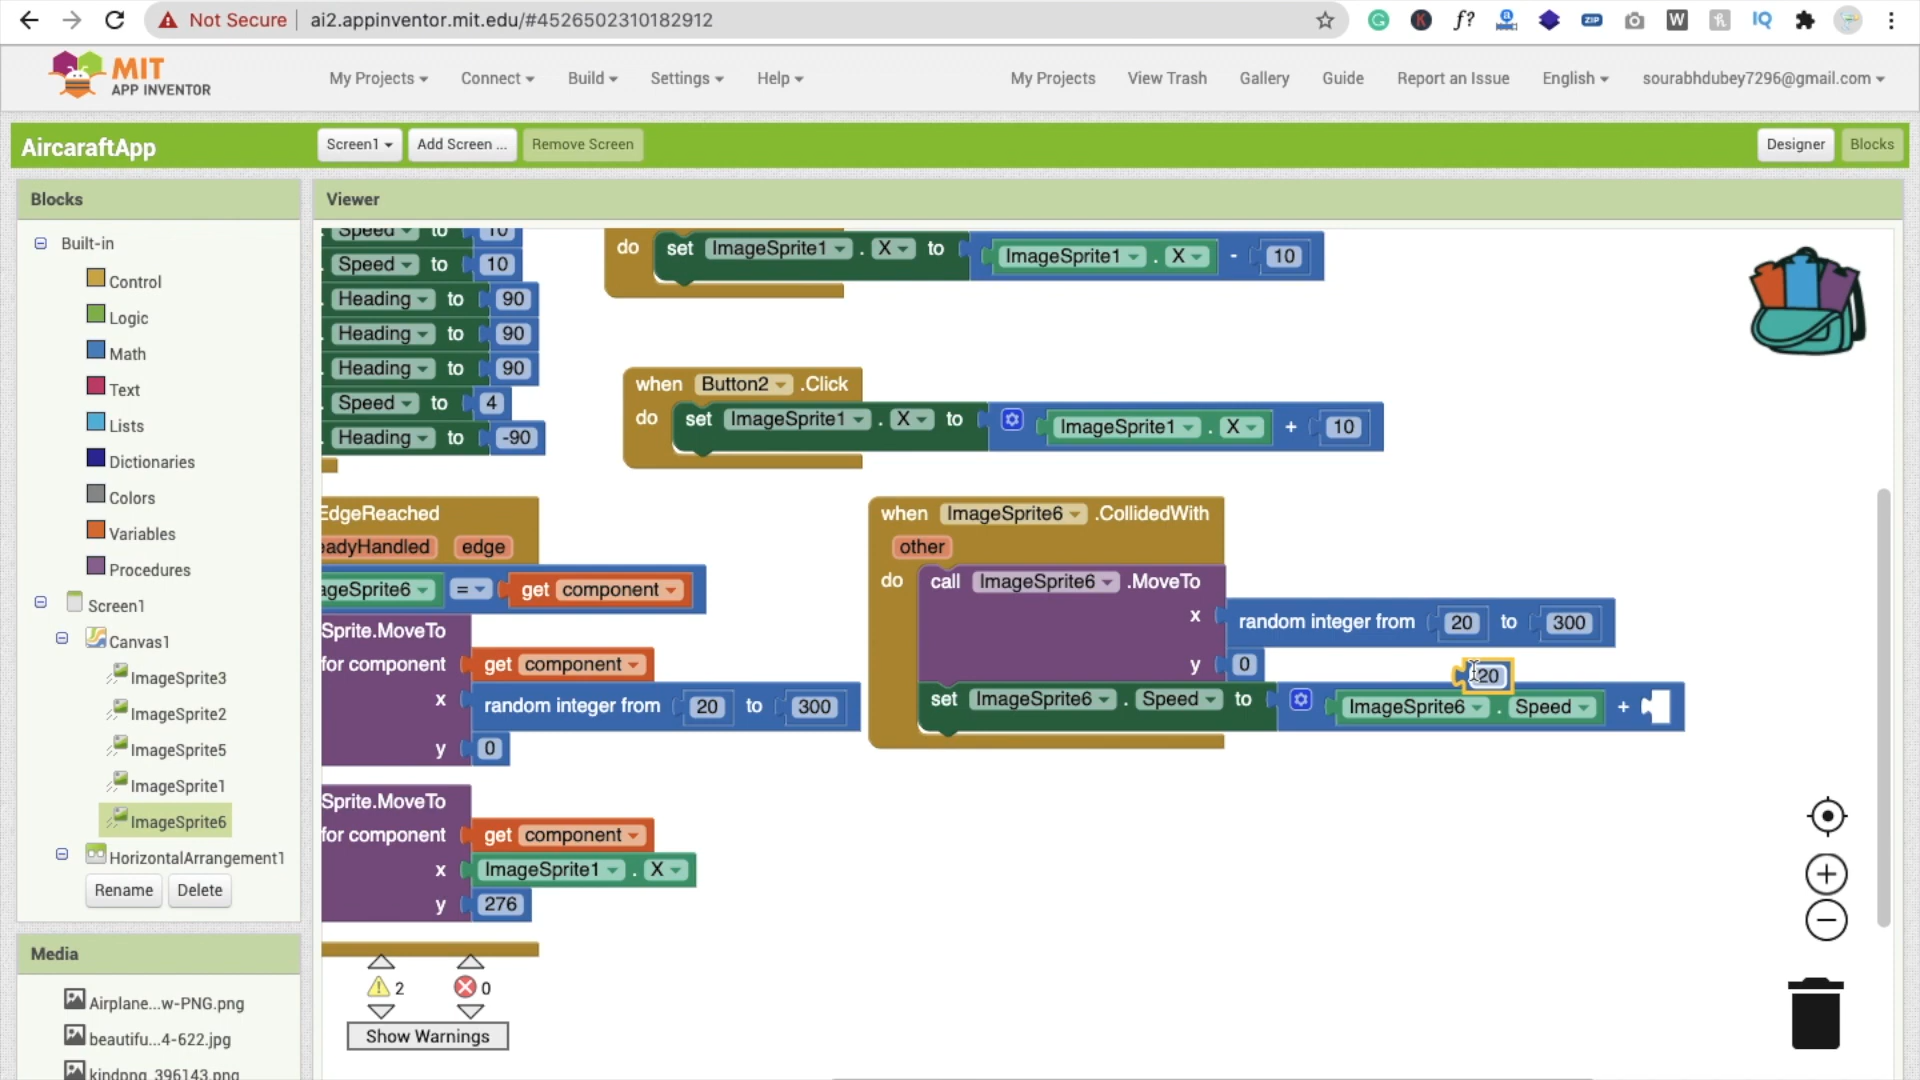 Not Secure ai2.appinventor.mit.edu/#4526502310182912
MIT
APP INVENTOR
My Projects Connect Build Settings Help My Projects View Trash Gallery Guide Report an Issue English sourabhdubey7296@gmail.com
AircaraftApp Screen1 Add Screen ... Remove Screen Designer Blocks
Blocks
Viewer
Built-in
Control
Logic
Math
Text
Lists
Dictionaries
Colors
Variables
Procedures
Screen1
Canvas1
ImageSprite3
ImageSprite2
ImageSprite5
ImageSprite1
ImageSprite6
HorizontalArrangement1
Rename Delete
Media
Airplane...w-PNG.png
beautifu...4-622.jpg
kindpng_396143.png
Speed to 10
Speed to 10
Heading to 90
Heading to 90
Heading to 90
Speed to 4
Heading to -90
do set ImageSprite1 . X to ImageSprite1 . X - 10
when Button2 .Click
do set ImageSprite1 . X to ImageSprite1 . X + 10
EdgeReached
eadyHandled edge
ageSprite6 = get component
Sprite.MoveTo
for component get component
x random integer from 20 to 300
y 0
Sprite.MoveTo
for component get component
x ImageSprite1 . X
y 276
when ImageSprite6 .CollidedWith
other
do call ImageSprite6 .MoveTo
x random integer from 20 to 300
y 0
20
set ImageSprite6 . Speed to ImageSprite6 . Speed +
2 0
Show Warnings
K f? ZIP W IQ